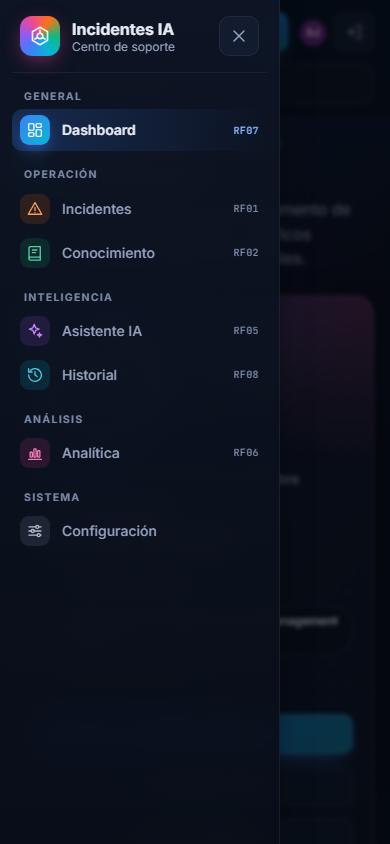 Incidentes IA
Centro de soporte
GENERAL
Dashboard RF07
OPERACIÓN
Incidentes RF01
Conocimiento RF02
INTELIGENCIA
Asistente IA RF05
Historial RF08
ANÁLISIS
Analítica RF06
SISTEMA
Configuración